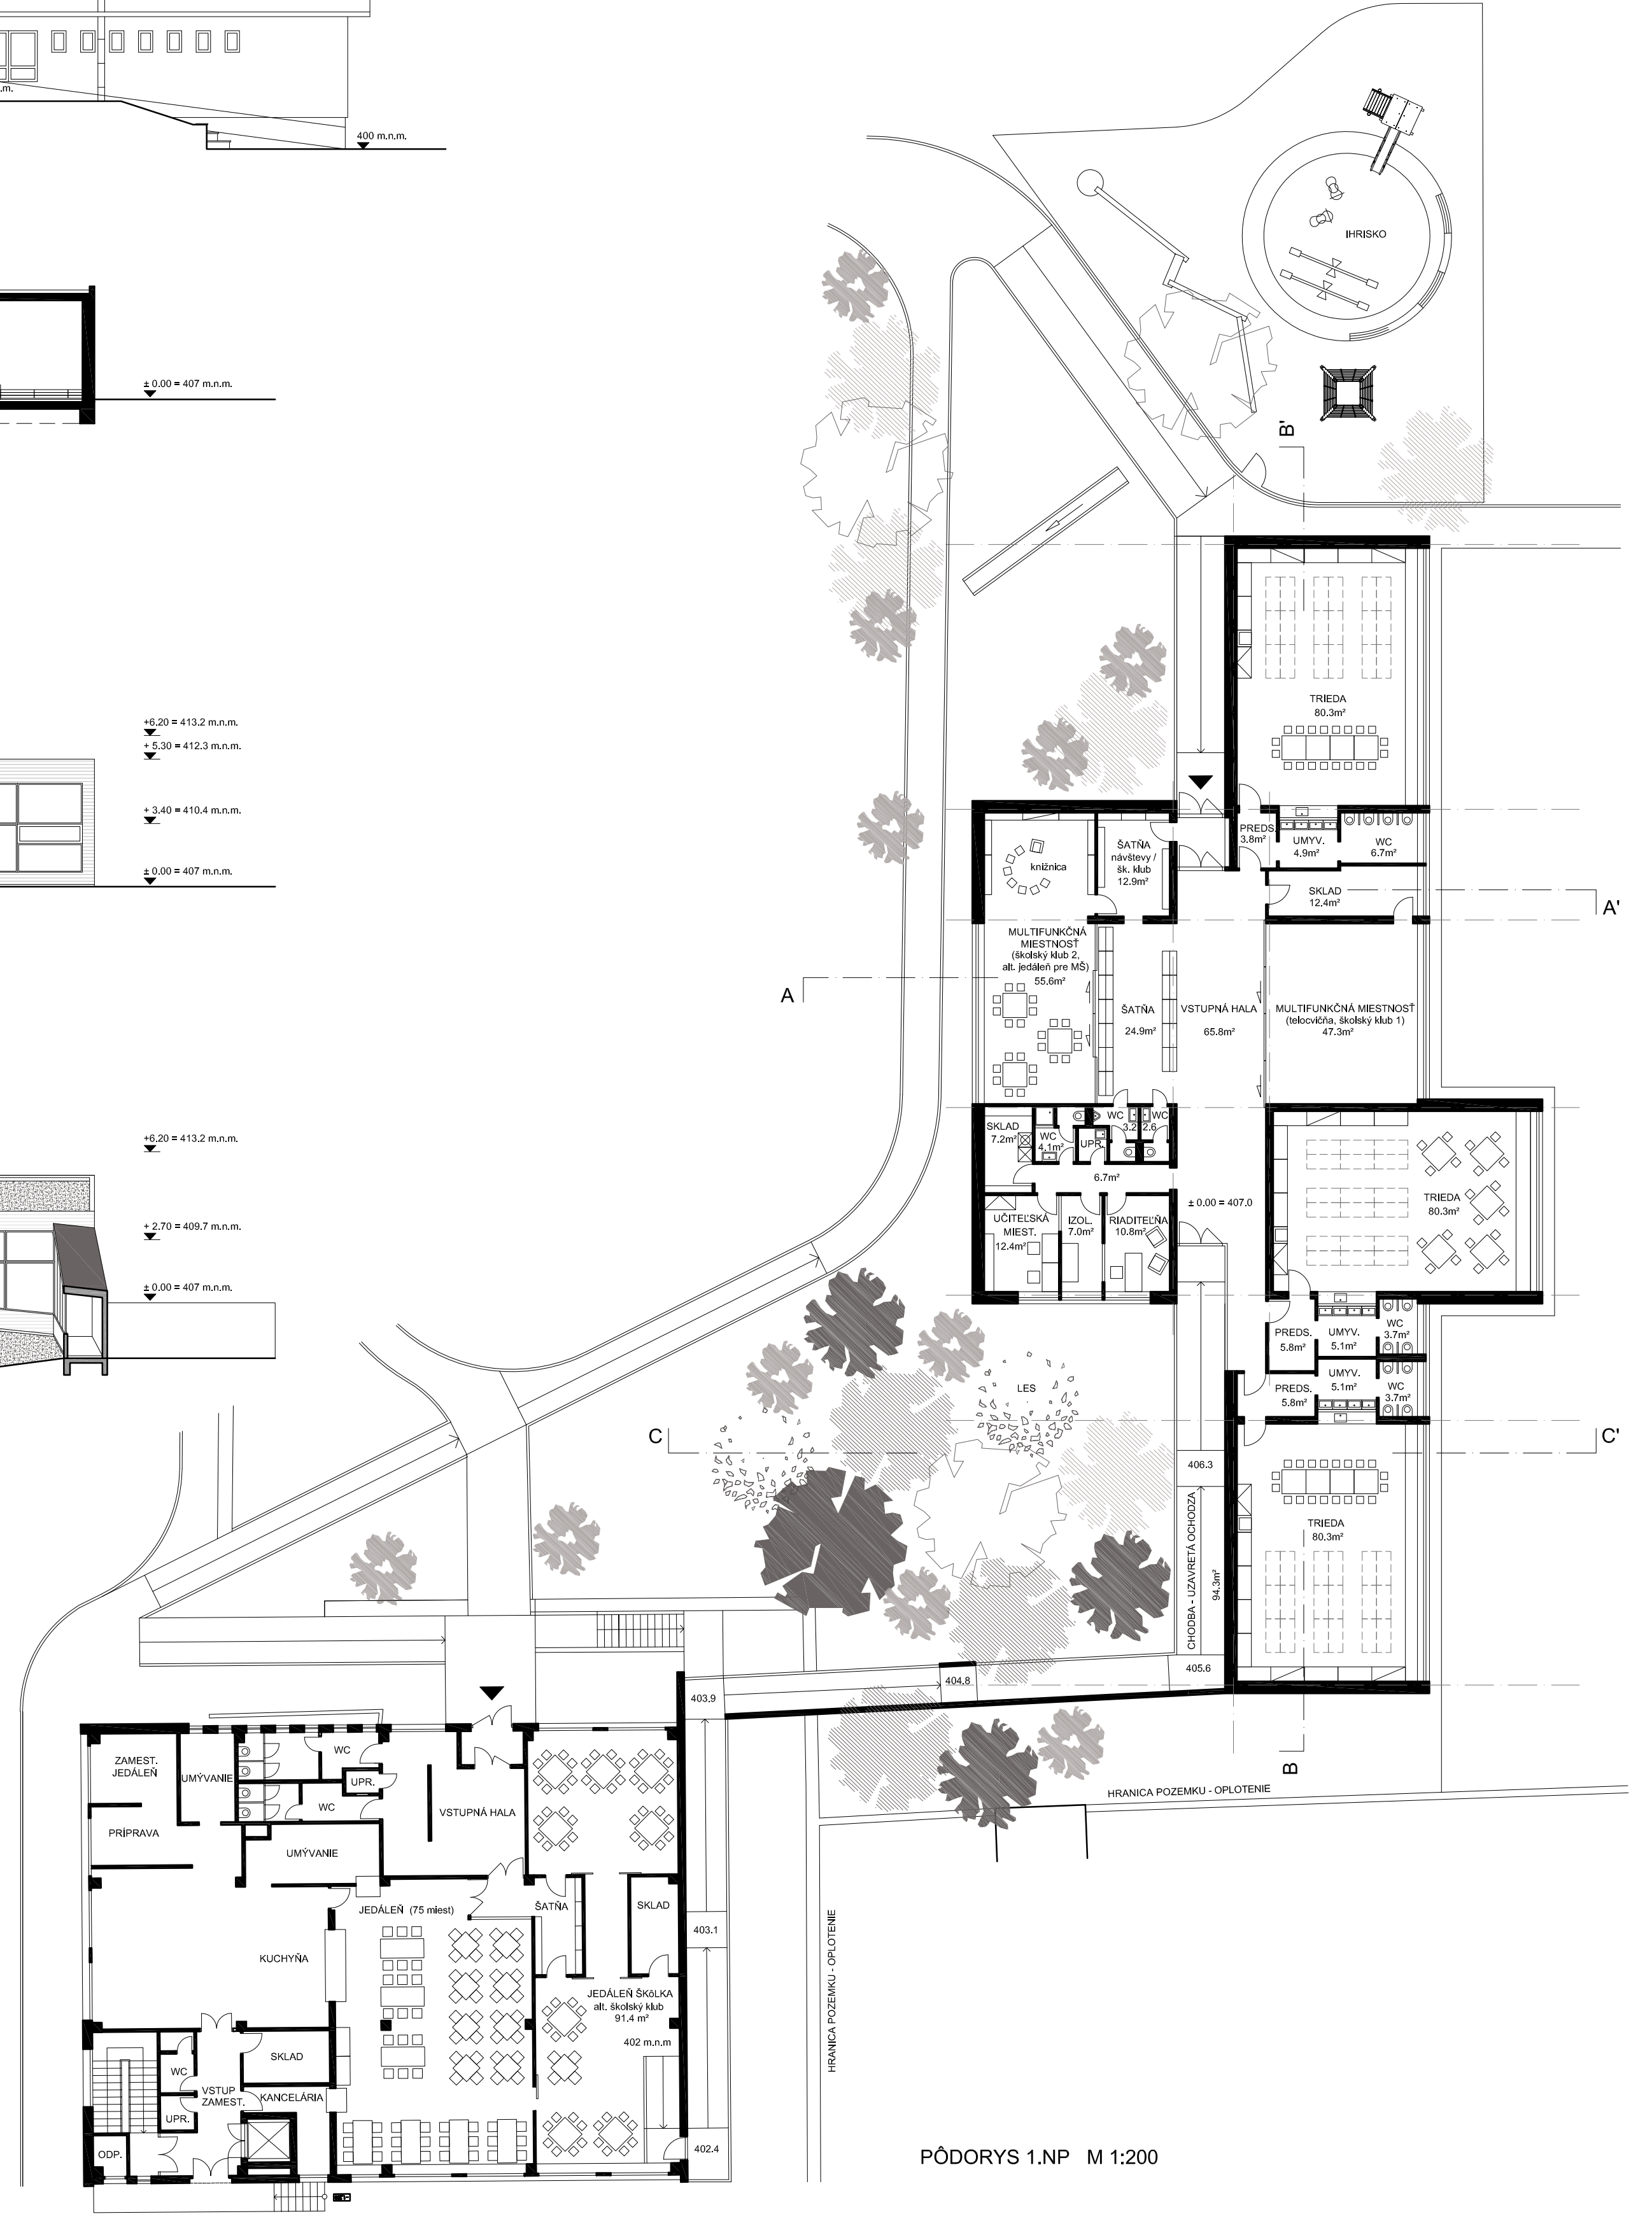 .m.
400 m.n.m.
± 0.00 = 407 m.n.m.
+6.20 = 413.2 m.n.m.
+ 5.30 = 412.3 m.n.m.
+ 3.40 = 410.4 m.n.m.
± 0.00 = 407 m.n.m.
+6.20 = 413.2 m.n.m.
+ 2.70 = 409.7 m.n.m.
± 0.00 = 407 m.n.m.
IHRISKO
B'
TRIEDA
80.3m²
PREDS.
3.8m²
UMYV.
4.9m²
WC
6.7m²
SKLAD
12.4m²
A'
knižnica
ŠATŇA
návštevy /
šk. klub
12.9m²
MULTIFUNKČNÁ
MIESTNOSŤ
(školský klub 2,
alt. jedáleň pre MŠ)
55.6m²
A
ŠATŇA
24.9m²
VSTUPNÁ HALA
65.8m²
MULTIFUNKČNÁ MIESTNOSŤ
(telocvičňa, školský klub 1)
47.3m²
SKLAD
7.2m²
WC
4.1m²
UPR.
WC
3.2
WC
2.6
6.7m²
UČITEĽSKÁ
MIEST.
12.4m²
IZOL.
7.0m²
RIADITEĽŇA
10.8m²
± 0.00 = 407.0
TRIEDA
80.3m²
PREDS.
5.8m²
UMYV.
5.1m²
WC
3.7m²
PREDS.
5.8m²
UMYV.
5.1m²
WC
3.7m²
LES
C
C'
406.3
TRIEDA
80.3m²
CHODBA - UZAVRETÁ OCHODZA
94.3m²
405.6
404.8
403.9
B
HRANICA POZEMKU - OPLOTENIE
HRANICA POZEMKU - OPLOTENIE
ZAMEST.
JEDÁLEŇ
UMÝVANIE
WC
UPR.
WC
VSTUPNÁ HALA
PRÍPRAVA
UMÝVANIE
JEDÁLEŇ (75 miest)
ŠATŇA
SKLAD
403.1
KUCHYŇA
JEDÁLEŇ ŠKôLKA
alt. školský klub
91.4 m²
402 m.n.m
SKLAD
WC
VSTUP
ZAMEST.
KANCELÁRIA
UPR.
ODP.
402.4
PÔDORYS 1.NP M 1:200